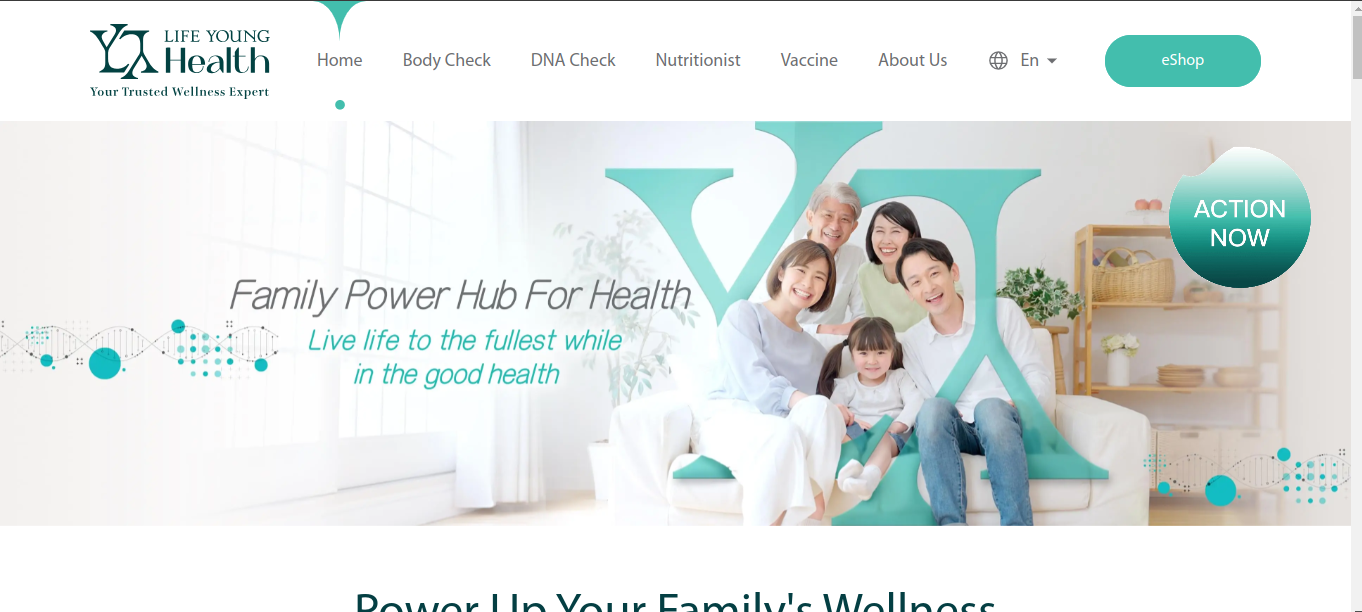 LIFE YOUNG
Health
Your Trusted Wellness Expert
Home
Body Check
DNA Check
Nutritionist
Vaccine
About Us
En
eShop
ACTION
NOW
Family Power Hub For Health
Live life to the fullest while
in the good health
Power Up Your Family's Wellness